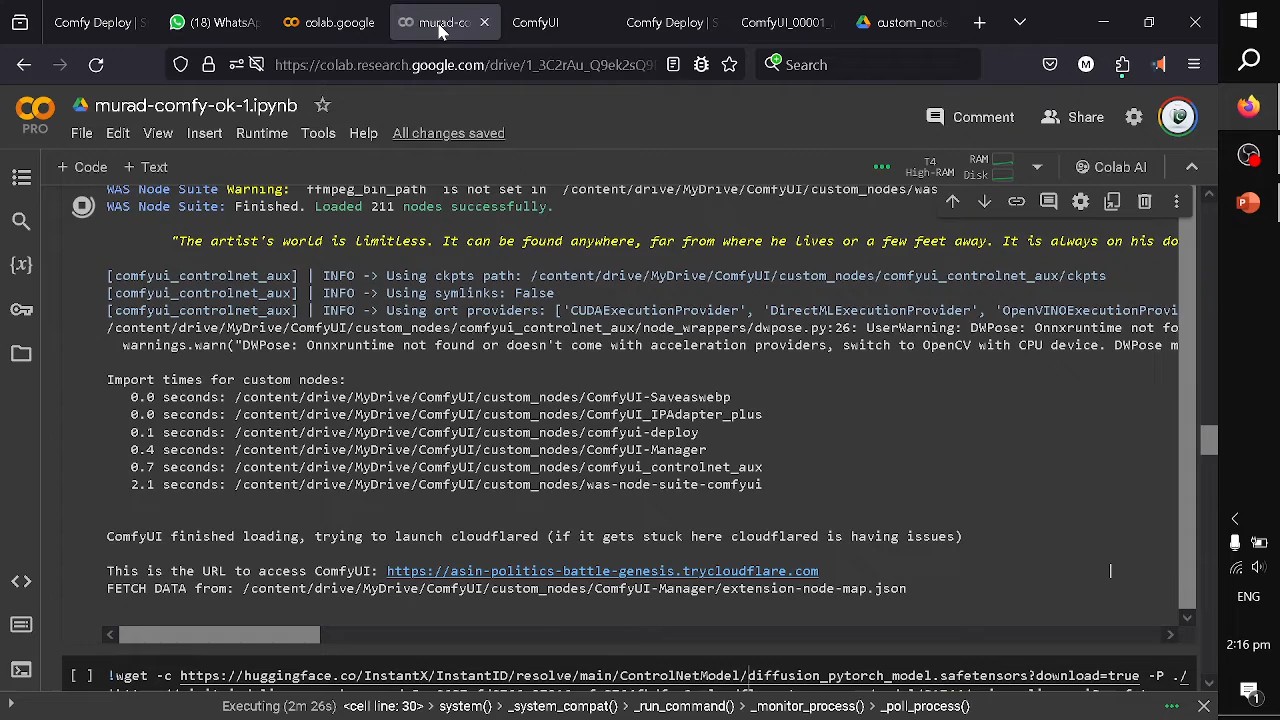 Comfy Deploy |
(18) WhatsA
colab.google
murad-co
ComfyUI
Comfy Deploy |
ComfyUI_00001_
custom_node
https://colab.research.google.com/drive/1_3C2rAu_Q9ek2sQ9
Search
murad-comfy-ok-1.ipynb
Comment
Share
PRO
File Edit View Insert Runtime Tools Help All changes saved
+ Code + Text
T4
High-RAM
RAM
Disk
Colab AI
WAS Node Suite Warning: `ffmpeg_bin_path` is not set in `/content/drive/MyDrive/ComfyUI/custom_nodes/was
WAS Node Suite: Finished. Loaded 211 nodes successfully.
"The artist's world is limitless. It can be found anywhere, far from where he lives or a few feet away. It is always on his do
[comfyui_controlnet_aux] | INFO -> Using ckpts path: /content/drive/MyDrive/ComfyUI/custom_nodes/comfyui_controlnet_aux/ckpts
[comfyui_controlnet_aux] | INFO -> Using symlinks: False
[comfyui_controlnet_aux] | INFO -> Using ort providers: ['CUDAExecutionProvider', 'DirectMLExecutionProvider', 'OpenVINOExecutionProvi
/content/drive/MyDrive/ComfyUI/custom_nodes/comfyui_controlnet_aux/node_wrappers/dwpose.py:26: UserWarning: DWPose: Onnxruntime not fo
warnings.warn("DWPose: Onnxruntime not found or doesn't come with acceleration providers, switch to OpenCV with CPU device. DWPose m
Import times for custom nodes:
0.0 seconds: /content/drive/MyDrive/ComfyUI/custom_nodes/ComfyUI-Saveaswebp
0.0 seconds: /content/drive/MyDrive/ComfyUI/custom_nodes/ComfyUI_IPAdapter_plus
0.1 seconds: /content/drive/MyDrive/ComfyUI/custom_nodes/comfyui-deploy
0.4 seconds: /content/drive/MyDrive/ComfyUI/custom_nodes/ComfyUI-Manager
0.7 seconds: /content/drive/MyDrive/ComfyUI/custom_nodes/comfyui_controlnet_aux
2.1 seconds: /content/drive/MyDrive/ComfyUI/custom_nodes/was-node-suite-comfyui
ComfyUI finished loading, trying to launch cloudflared (if it gets stuck here cloudflared is having issues)
This is the URL to access ComfyUI: https://asin-politics-battle-genesis.trycloudflare.com
FETCH DATA from: /content/drive/MyDrive/ComfyUI/custom_nodes/ComfyUI-Manager/extension-node-map.json
[ ] !wget -c https://huggingface.co/InstantX/InstantID/resolve/main/ControlNetModel/diffusion_pytorch_model.safetensors?download=true -P ./
Executing (2m 26s) <cell line: 30> > system() > _system_compat() > _run_command() > _monitor_process() > _poll_process()
ENG
2:16 pm